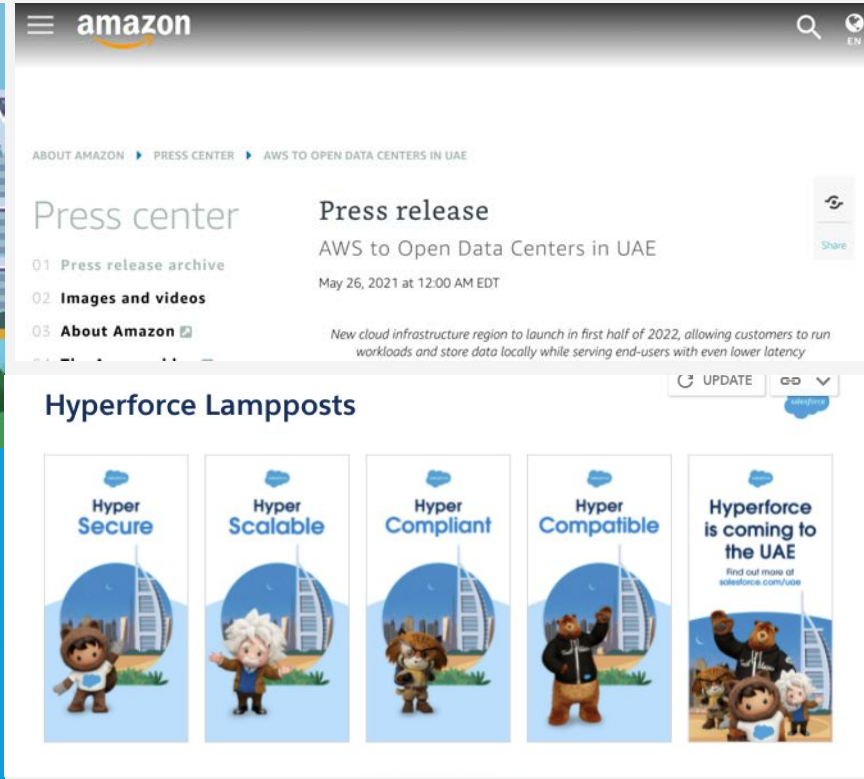 amazon
EN
ABOUT AMAZON
PRESS CENTER
AWS TO OPEN DATA CENTERS IN UAE
Press center
01 Press release archive
02 Images and videos
03 About Amazon
Press release
AWS to Open Data Centers in UAE
May 26, 2021 at 12:00 AM EDT
New cloud infrastructure region to launch in first half of 2022, allowing customers to run
workloads and store data locally while serving end-users with even lower latency
Share
UPDATE
Hyperforce Lampposts
salesforce
Hyper
Secure
Hyper
Scalable
Hyper
Compliant
Hyper
Compatible
Hyperforce
is coming to
the UAE
Find out more at
salesforce.com/uae